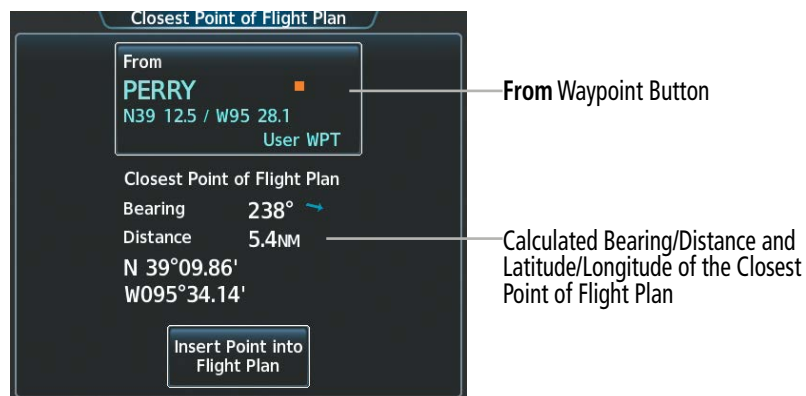 Closest Point of Flight Plan
From
PERRY
N39 12.5 / W95 28.1
User WPT
From Waypoint Button
Closest Point of Flight Plan
Bearing 238°
Distance 5.4NM
N 39°09.86'
W095°34.14'
Calculated Bearing/Distance and
Latitude/Longitude of the Closest
Point of Flight Plan
Insert Point into
Flight Plan